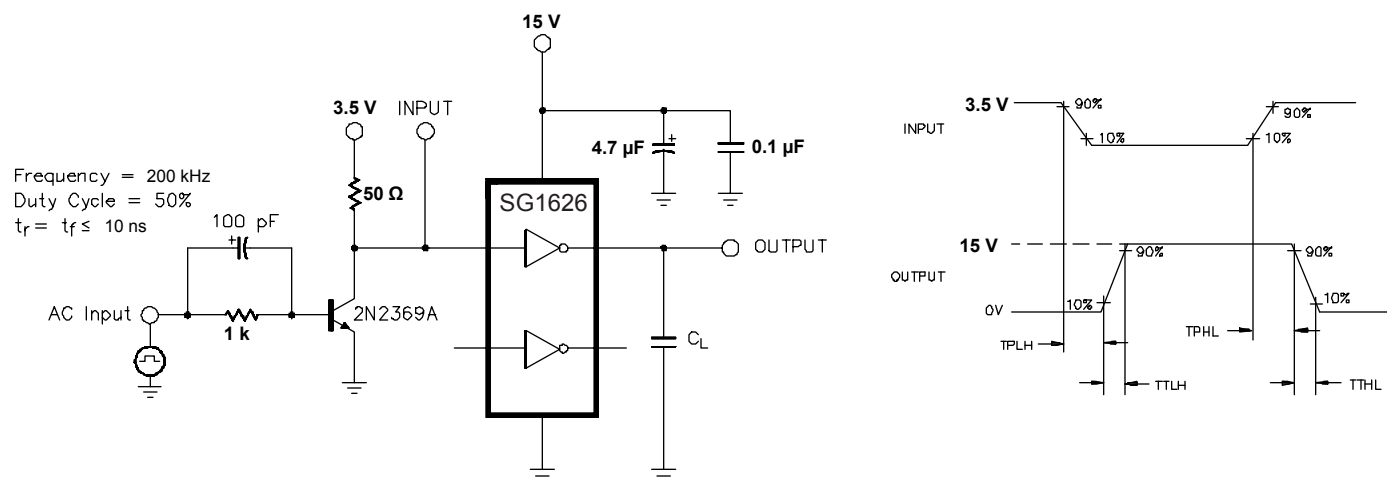 15 V
3.5 V INPUT
4.7 µF + 0.1 µF
Frequency = 200 kHz
Duty Cycle = 50%
tr = tf ≤ 10 ns
100 pF
+
50 Ω
SG1626
OUTPUT
AC Input
1 k
2N2369A
CL
3.5 V
INPUT
90%
10%
90%
10%
15 V
OUTPUT
0V
90%
10%
90%
10%
TPLH
TPHL
TTLH
TTHL